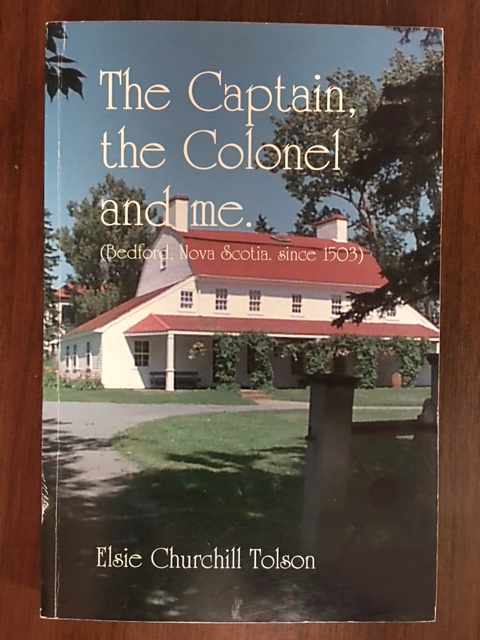 The Captain,
the Colonel
and me.
(Bedford, Nova Scotia. since 1503)
Elsie Churchill Tolson